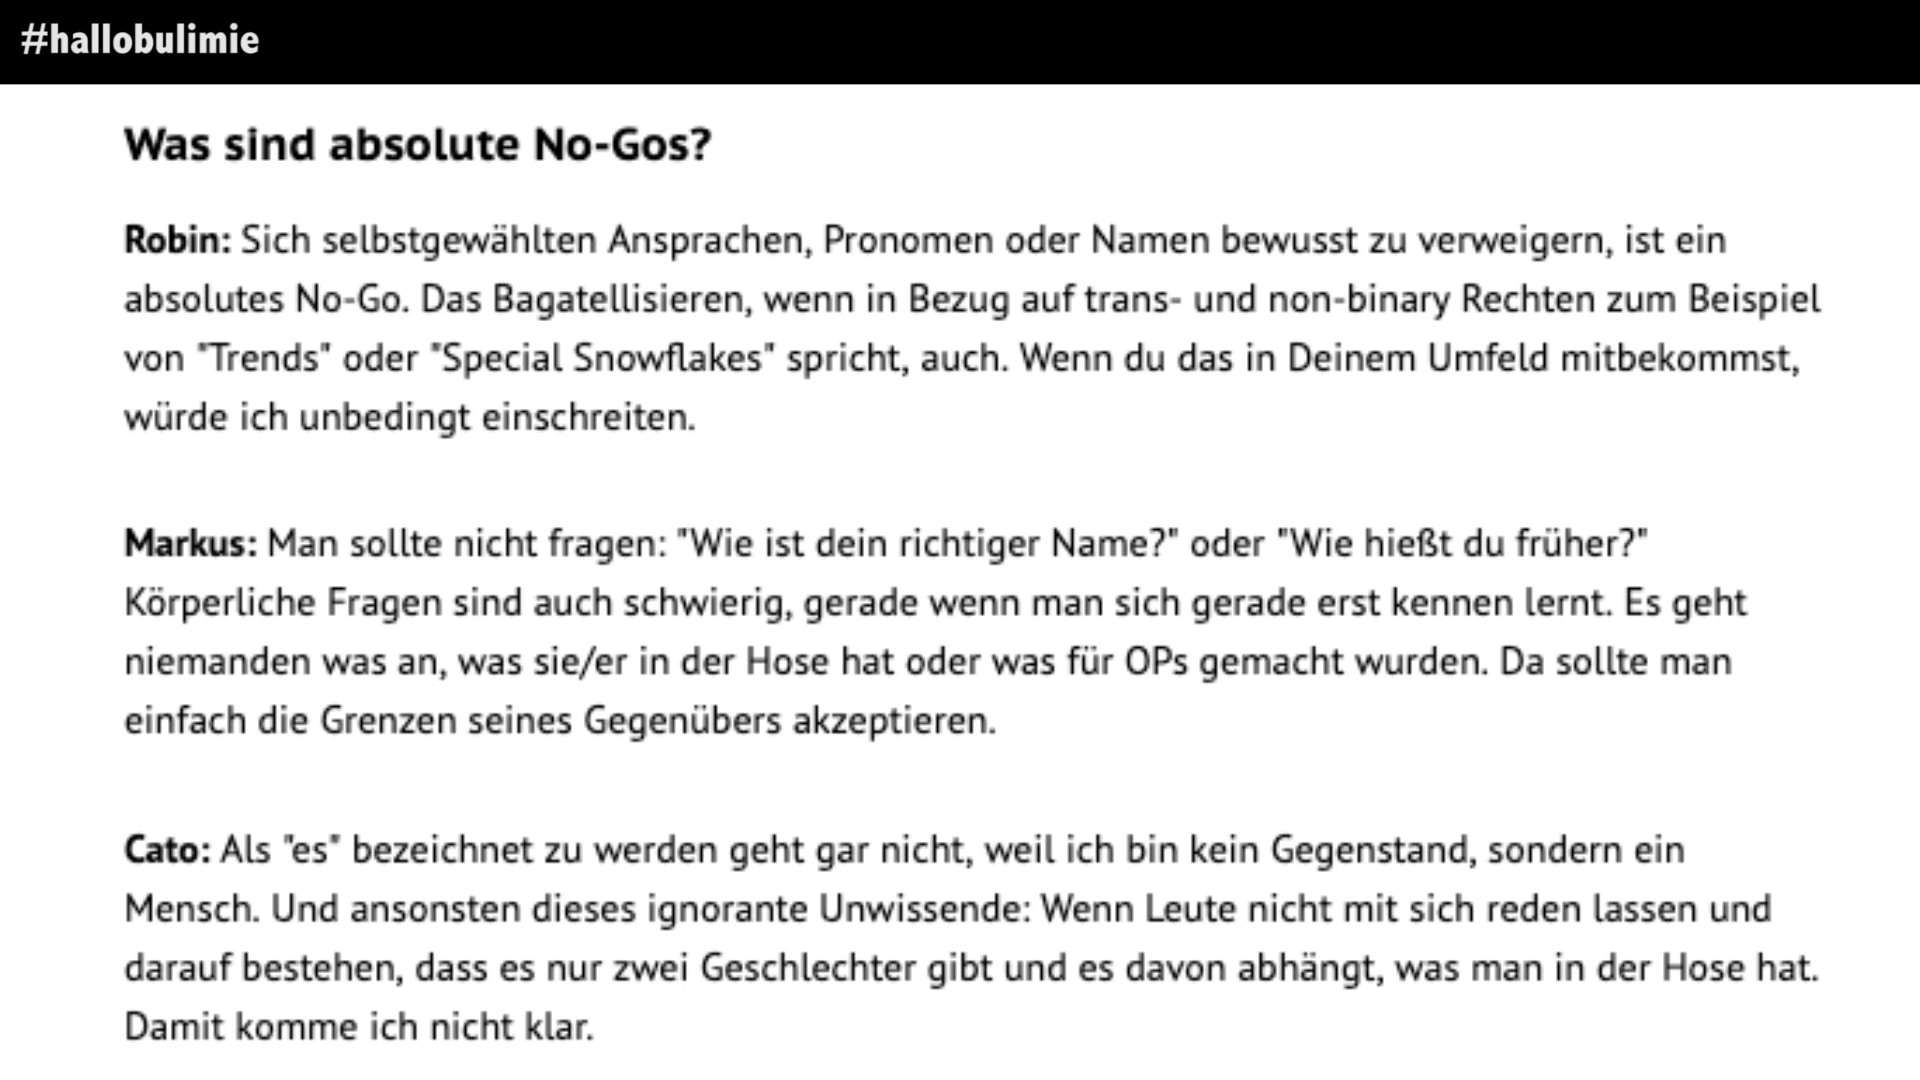 #hallobulimie
Was sind absolute No-Gos?
Robin: Sich selbstgewählten Ansprachen, Pronomen oder Namen bewusst zu verweigern, ist ein
absolutes No-Go. Das Bagatellisieren, wenn in Bezug auf trans- und non-binary Rechten zum Beispiel
von "Trends" oder "Special Snowflakes" spricht, auch. Wenn du das in Deinem Umfeld mitbekommst,
würde ich unbedingt einschreiten.
Markus: Man sollte nicht fragen: "Wie ist dein richtiger Name?" oder "Wie hießt du früher?"
Körperliche Fragen sind auch schwierig, gerade wenn man sich gerade erst kennen lernt. Es geht
niemanden was an, was sie/er in der Hose hat oder was für OPs gemacht wurden. Da sollte man
einfach die Grenzen seines Gegenübers akzeptieren.
Cato: Als "es" bezeichnet zu werden geht gar nicht, weil ich bin kein Gegenstand, sondern ein
Mensch. Und ansonsten dieses ignorante Unwissende: Wenn Leute nicht mit sich reden lassen und
darauf bestehen, dass es nur zwei Geschlechter gibt und es davon abhängt, was man in der Hose hat.
Damit komme ich nicht klar.